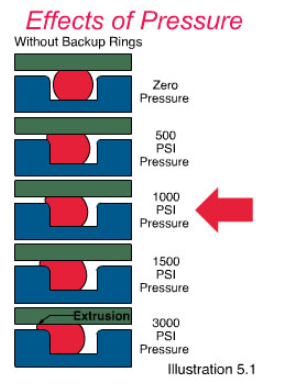 Effects of Pressure
Without Backup Rings
Zero
Pressure
500
PSI
Pressure
1000
PSI
Pressure
1500
PSI
Pressure
Extrusion
3000
PSI
Pressure
Illustration 5.1